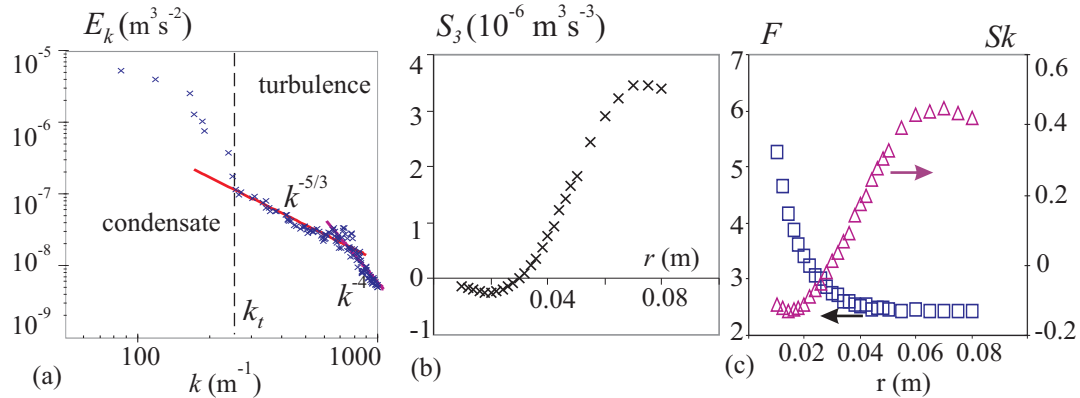 E_k (m³s⁻²)
10⁻⁵
10⁻⁶
10⁻⁷
10⁻⁸
10⁻⁹
turbulence
condensate
k^-5/3
k^-4
k_t
100
1000
k (m⁻¹)
(a)
S_3 (10⁻⁶ m³s⁻³)
4
3
2
1
0
-1
r (m)
0.04
0.08
(b)
F
Sk
7
6
5
4
3
2
0.6
0.4
0.2
0
-0.2
0.02
0.04
0.06
0.08
r (m)
(c)